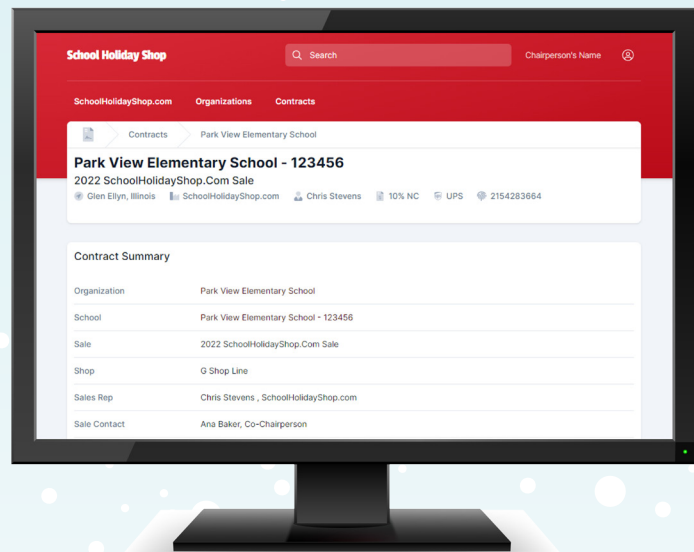 School Holiday Shop
Search
Chairperson's Name
SchoolHolidayShop.com Organizations Contracts
Contracts Park View Elementary School
Park View Elementary School - 123456
2022 SchoolHolidayShop.Com Sale
Glen Ellyn, Illinois SchoolHolidayShop.com Chris Stevens 10% NC UPS 2154283664
Contract Summary
Organization Park View Elementary School
School Park View Elementary School - 123456
Sale 2022 SchoolHolidayShop.Com Sale
Shop G Shop Line
Sales Rep Chris Stevens , SchoolHolidayShop.com
Sale Contact Ana Baker, Co-Chairperson